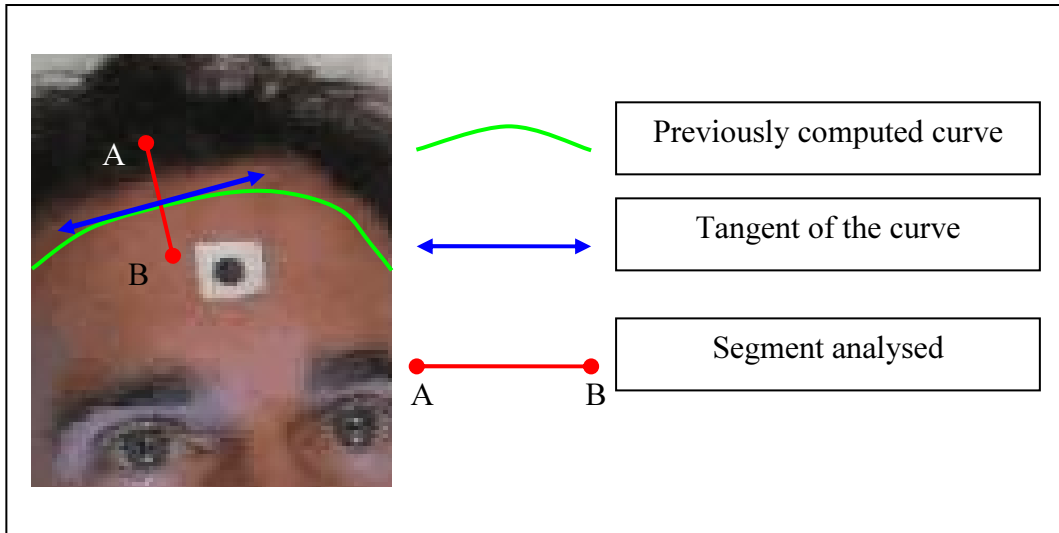 A
B
Previously computed curve
Tangent of the curve
Segment analysed
A
B